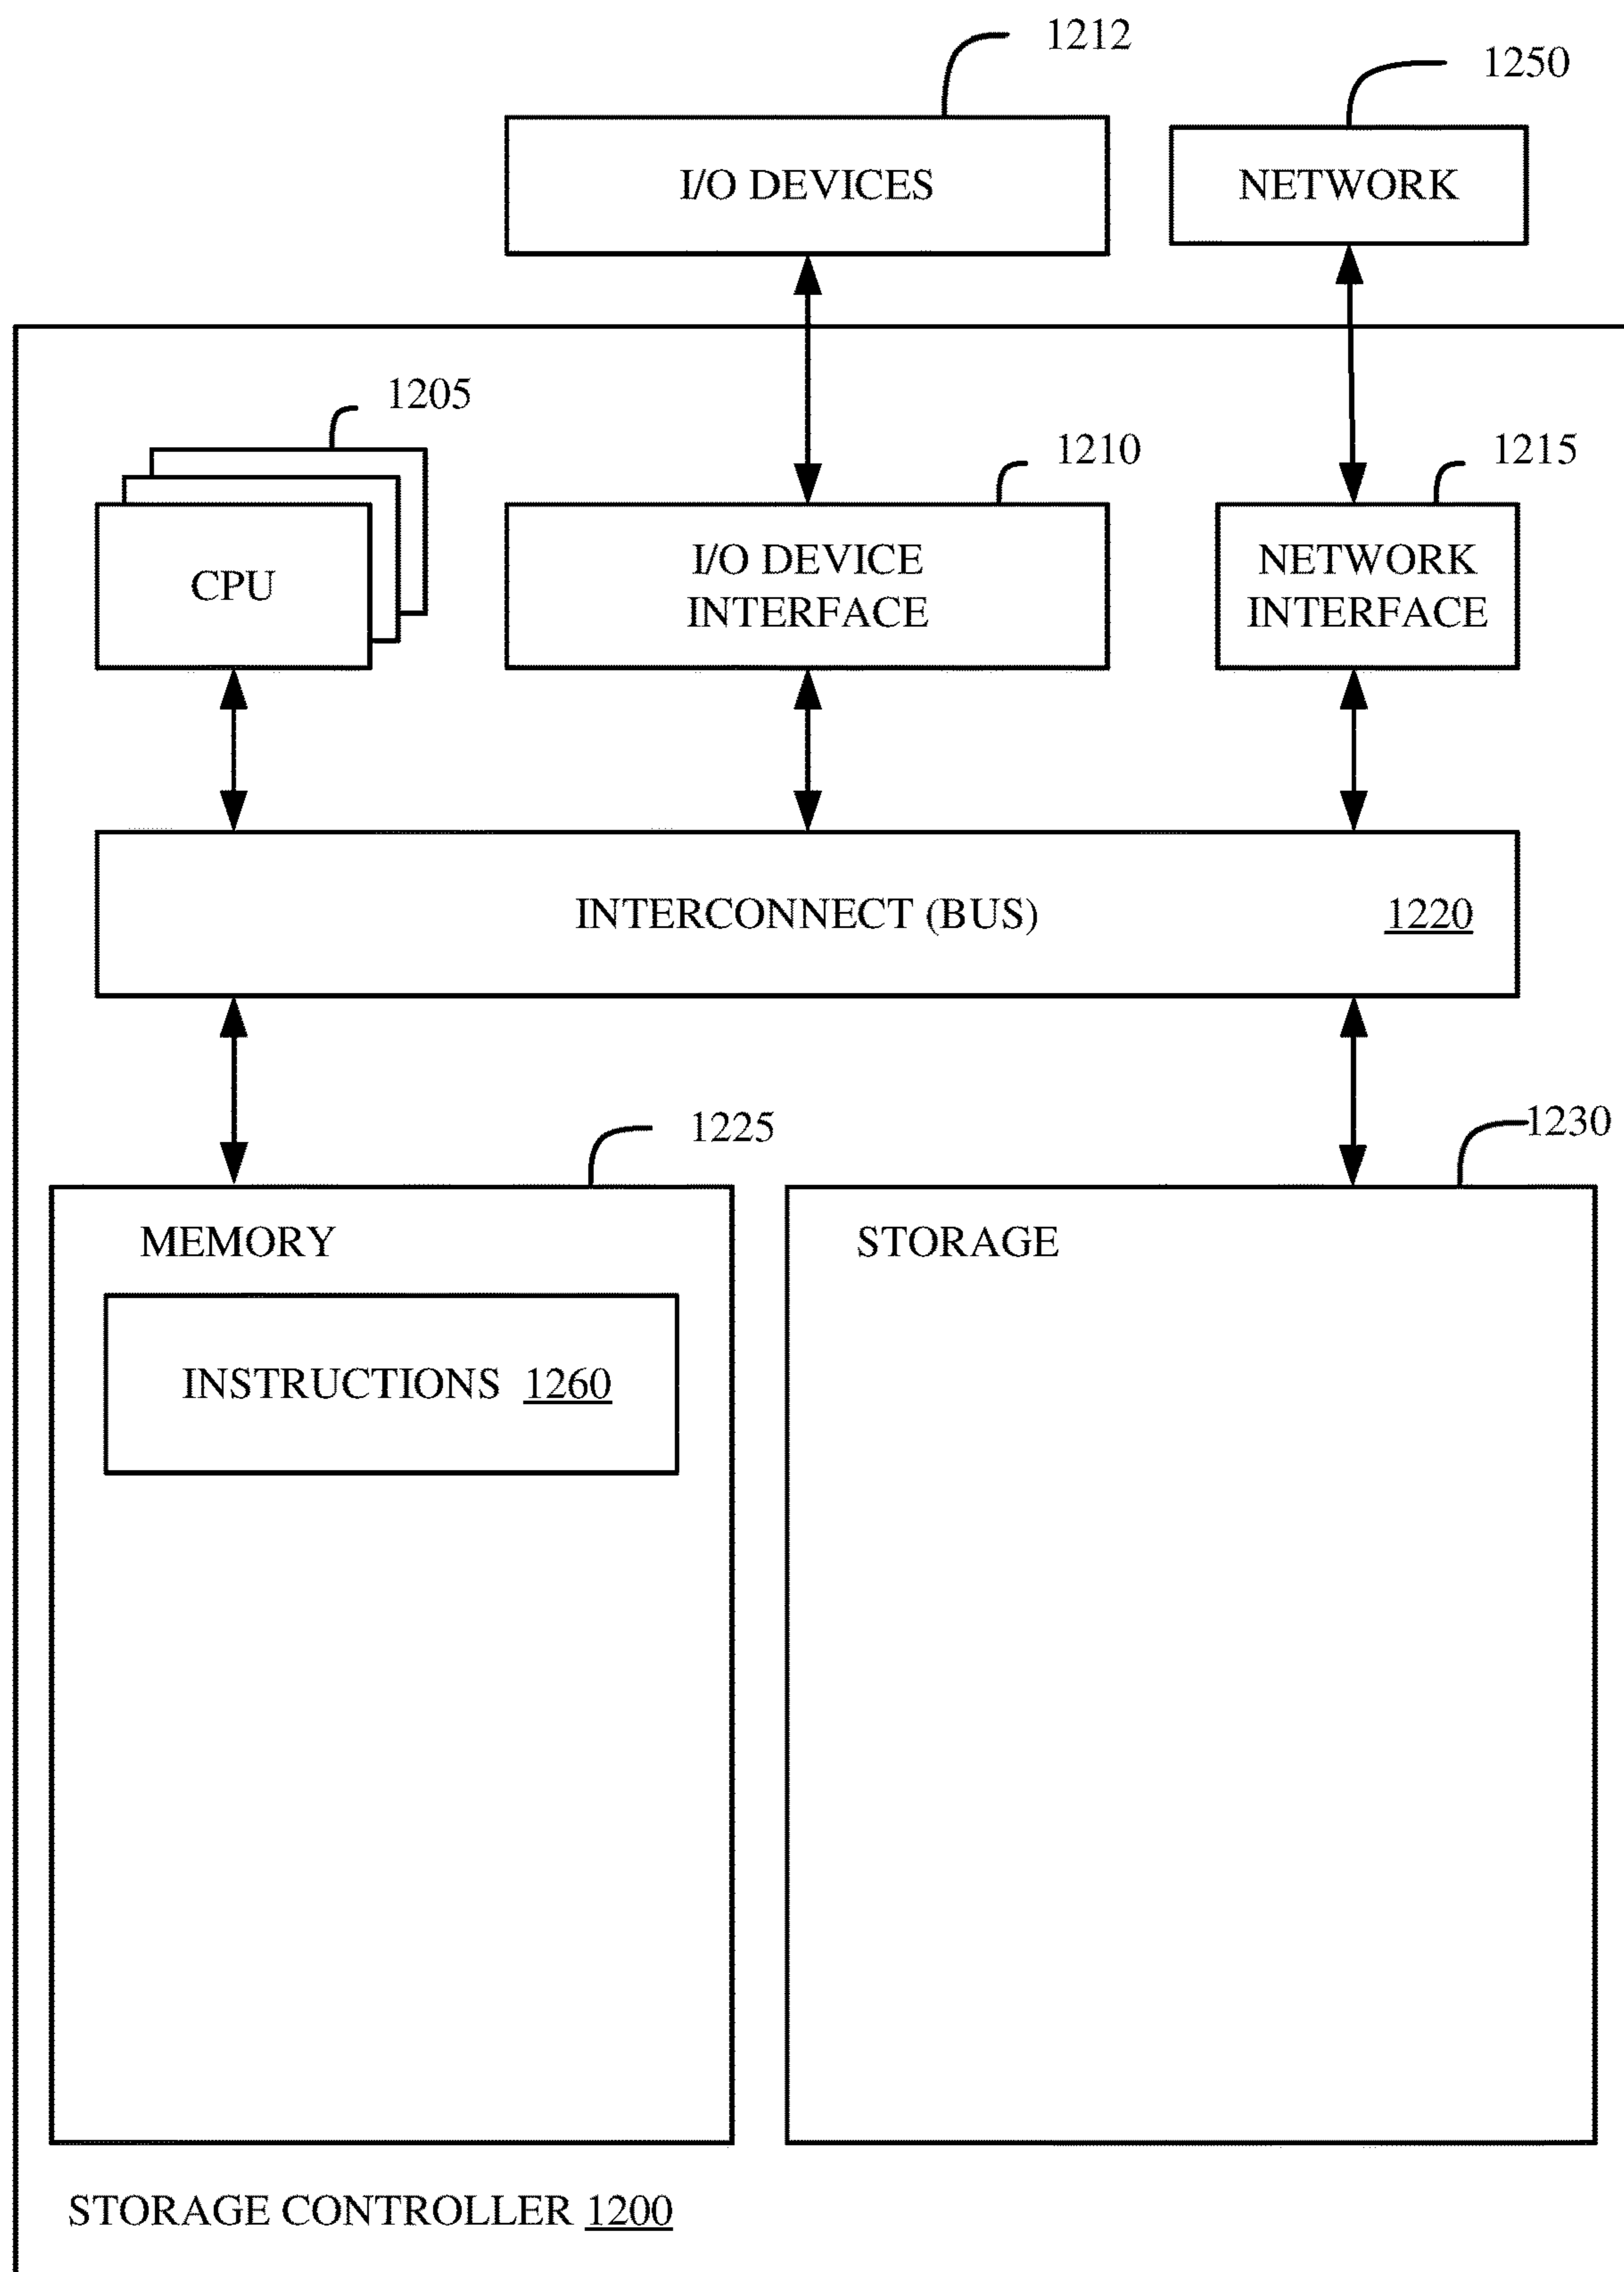 1212
1250
I/O DEVICES
NETWORK
1205
1210
1215
CPU
I/O DEVICE
INTERFACE
NETWORK
INTERFACE
INTERCONNECT (BUS) 1220
1225
1230
MEMORY
STORAGE
INSTRUCTIONS 1260
STORAGE CONTROLLER 1200